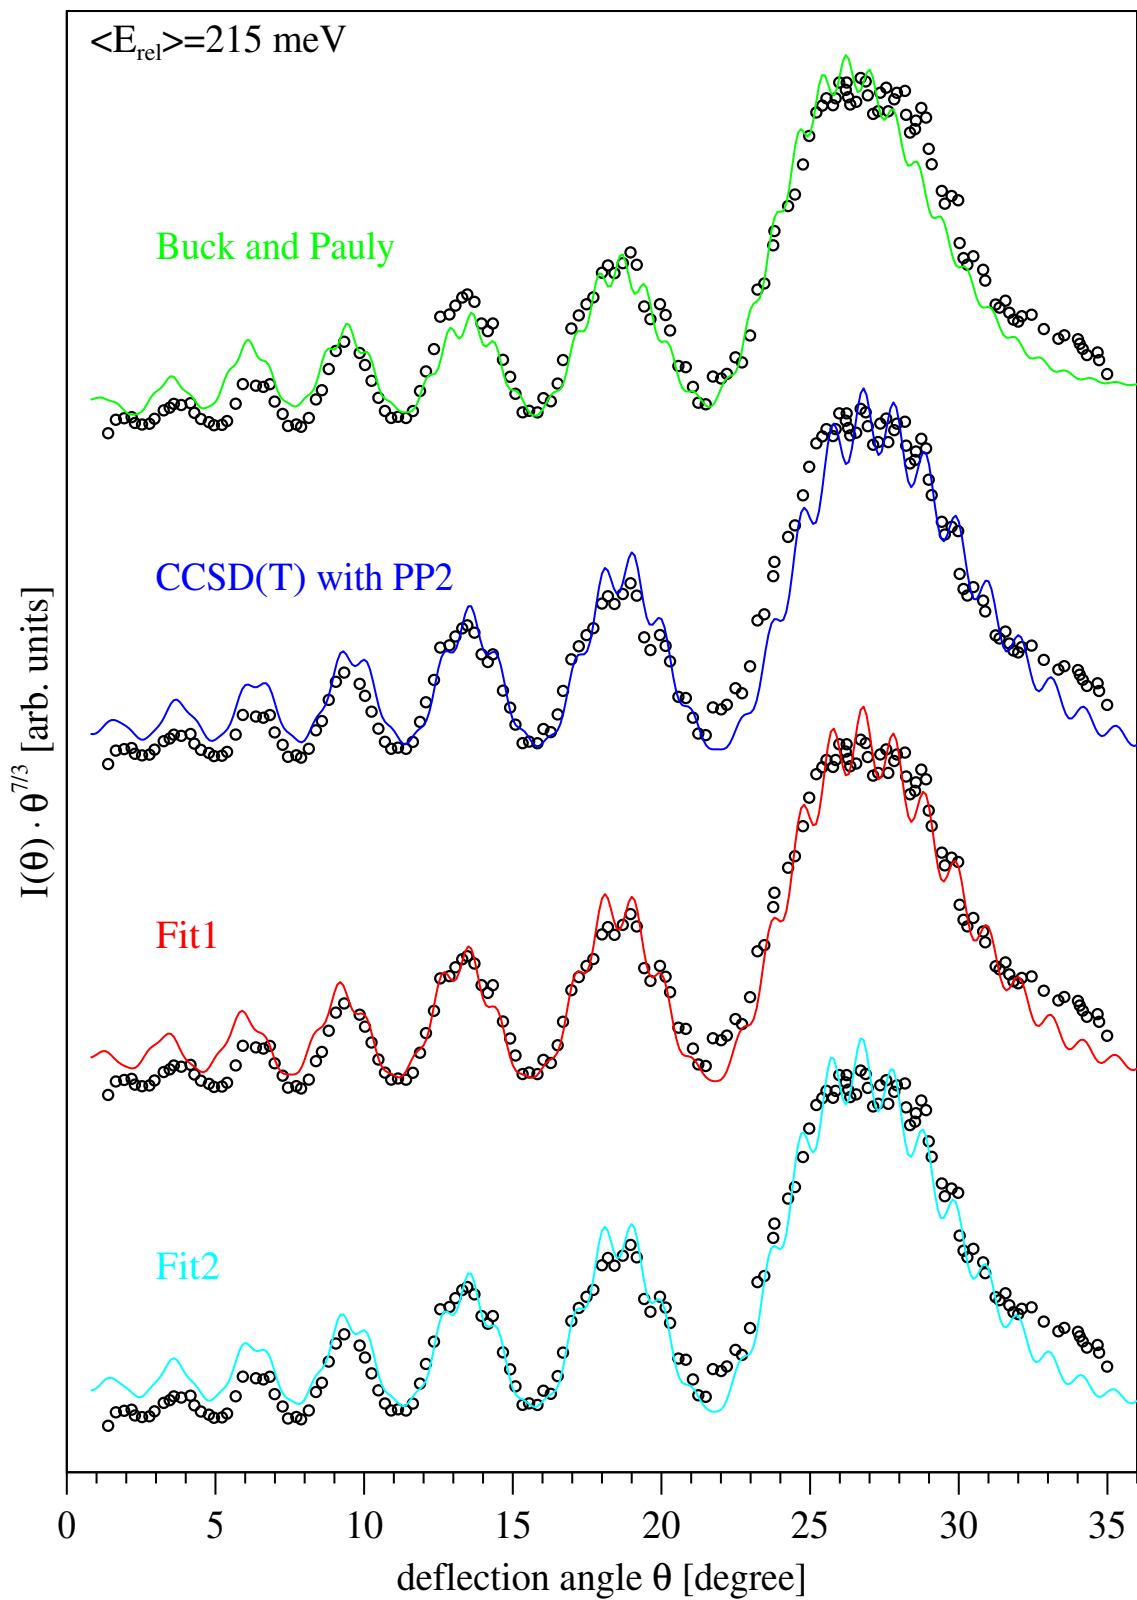 <E_rel>=215 meV
Buck and Pauly
CCSD(T) with PP2
Fit1
Fit2
I(θ) · θ^7/3 [arb. units]
0 5 10 15 20 25 30 35
deflection angle θ [degree]